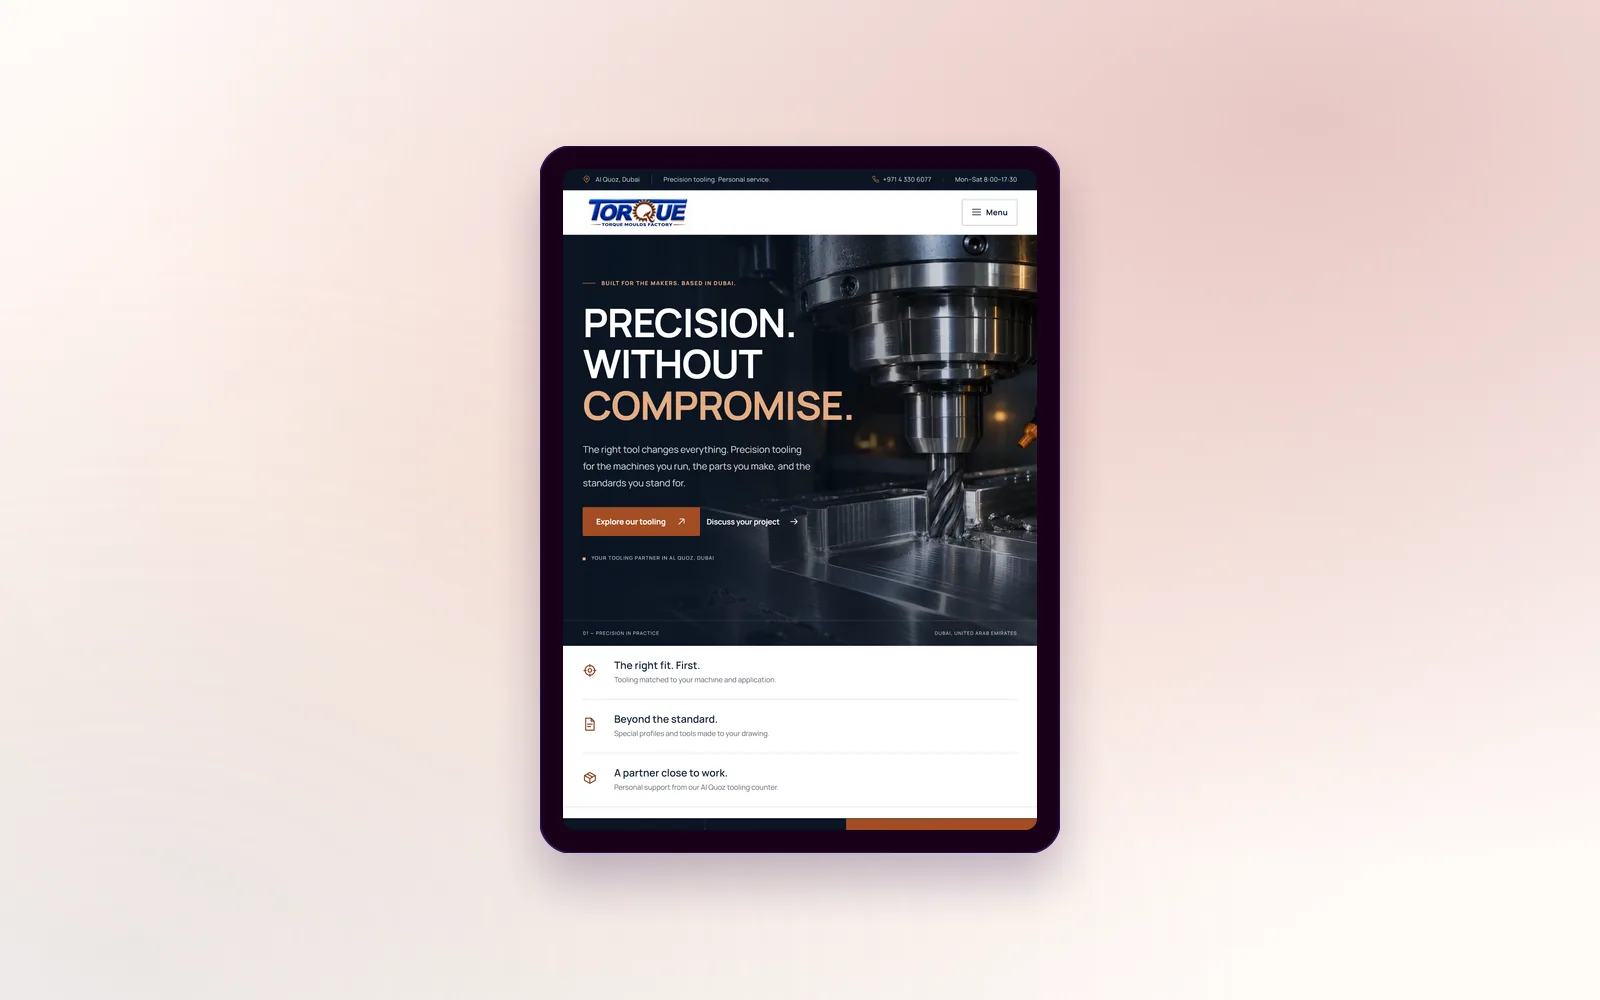 Al Quoz, Dubai
Precision tooling. Personal service.
+971 4 330 6077
Mon–Sat 8:00–17:30
TORQUE
TORQUE MOULDS FACTORY
Menu
BUILT FOR THE MAKERS. BASED IN DUBAI.
PRECISION.
WITHOUT
COMPROMISE.
The right tool changes everything. Precision tooling
for the machines you run, the parts you make, and the
standards you stand for.
Explore our tooling
Discuss your project
YOUR TOOLING PARTNER IN AL QUOZ, DUBAI
01 — PRECISION IN PRACTICE
DUBAI, UNITED ARAB EMIRATES
The right fit. First.
Tooling matched to your machine and application.
Beyond the standard.
Special profiles and tools made to your drawing.
A partner close to work.
Personal support from our Al Quoz tooling counter.